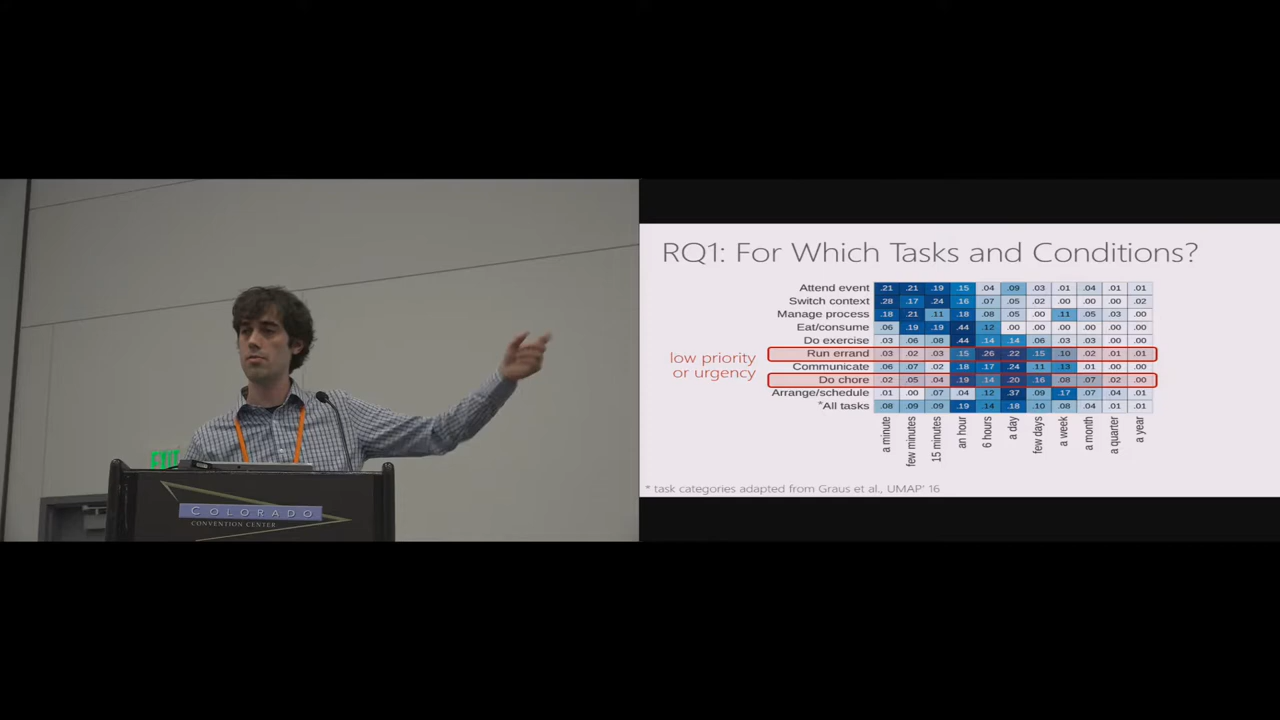 EXIT
COLORADO
CONVENTION CENTER
RQ1: For Which Tasks and Conditions?
low priority
or urgency
Attend event .21 .21 .19 .15 .04 .09 .03 .01 .04 .01 .01
Switch context .28 .17 .24 .16 .07 .05 .02 .00 .00 .00 .02
Manage process .18 .21 .11 .18 .08 .05 .00 .11 .05 .03 .00
Eat/consume .06 .19 .19 .44 .12 .00 .00 .00 .00 .00 .00
Do exercise .03 .06 .08 .44 .14 .14 .06 .03 .03 .00 .00
Run errand .03 .02 .03 .15 .26 .22 .15 .10 .02 .01 .01
Communicate .06 .07 .02 .18 .17 .24 .11 .13 .01 .00 .01
Do chore .02 .05 .04 .19 .14 .20 .16 .08 .07 .02 .00
Arrange/schedule .01 .00 .07 .04 .12 .37 .09 .17 .07 .04 .01
*All tasks .08 .09 .09 .19 .14 .18 .10 .08 .04 .01 .01
a minute
few minutes
15 minutes
an hour
6 hours
a day
few days
a week
a month
a quarter
a year
* task categories adapted from Graus et al., UMAP' 16